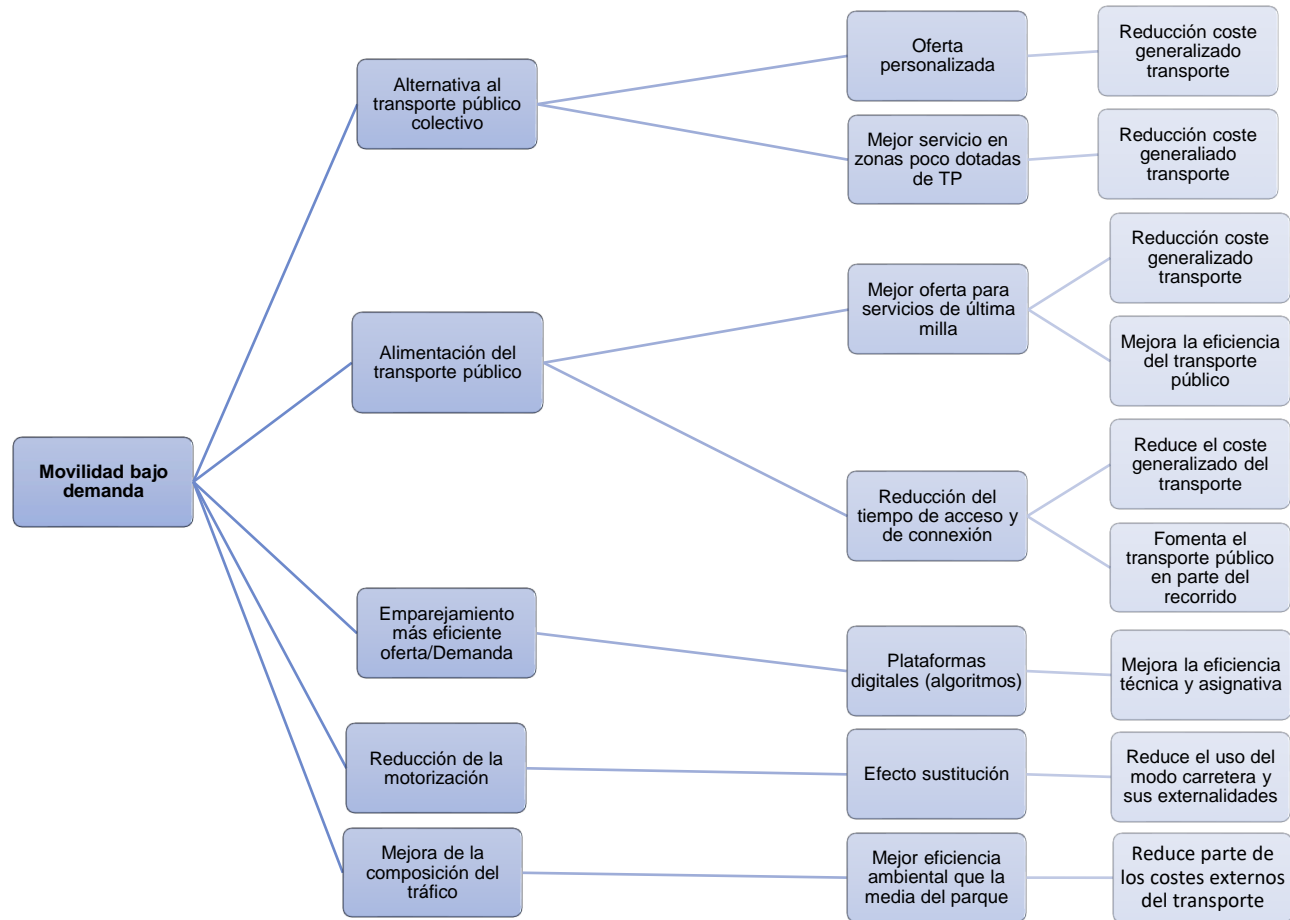 Movilidad bajo
demanda
Alternativa al
transporte público
colectivo
Oferta
personalizada
Reducción coste
generalizado
transporte
Mejor servicio en
zonas poco dotadas
de TP
Reducción coste
generaliado
transporte
Alimentación del
transporte público
Mejor oferta para
servicios de última
milla
Reducción coste
generalizado
transporte
Mejora la eficiencia
del transporte
público
Reducción del
tiempo de acceso y
de connexión
Reduce el coste
generalizado del
transporte
Fomenta el
transporte público
en parte del
recorrido
Emparejamiento
más eficiente
oferta/Demanda
Plataformas
digitales (algoritmos)
Mejora la eficiencia
técnica y asignativa
Reducción de la
motorización
Efecto sustitución
Reduce el uso del
modo carretera y
sus externalidades
Mejora de la
composición del
tráfico
Mejor eficiencia
ambiental que la
media del parque
Reduce parte de
los costes externos
del transporte